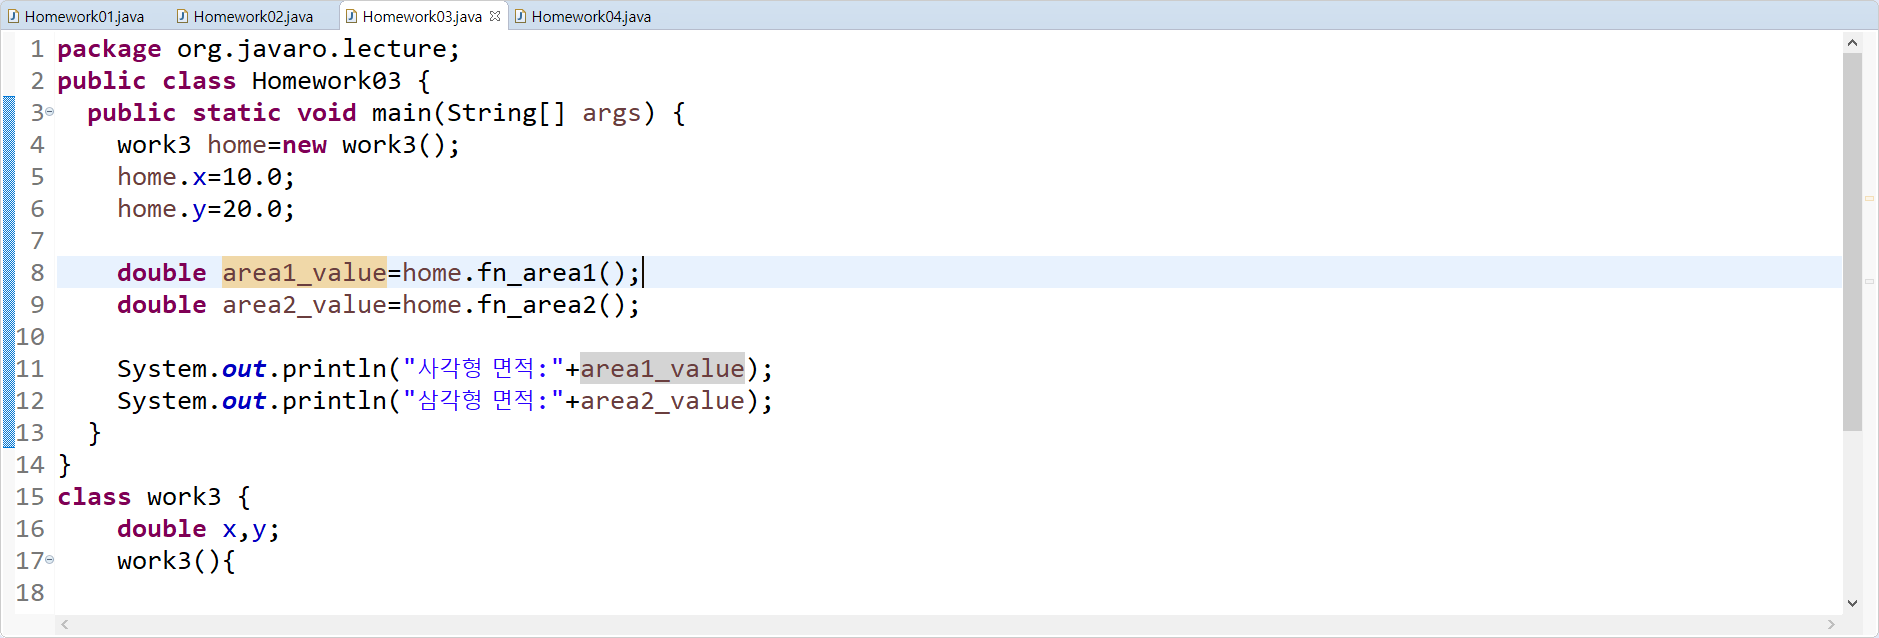 Homework01.java Homework02.java Homework03.java Homework04.java
1 package org.javaro.lecture;
2 public class Homework03 {
3 public static void main(String[] args) {
4 work3 home=new work3();
5 home.x=10.0;
6 home.y=20.0;
7
8 double area1_value=home.fn_area1();
9 double area2_value=home.fn_area2();
10
11 System.out.println("사각형 면적:"+area1_value);
12 System.out.println("삼각형 면적:"+area2_value);
13 }
14 }
15 class work3 {
16 double x,y;
17 work3(){
18